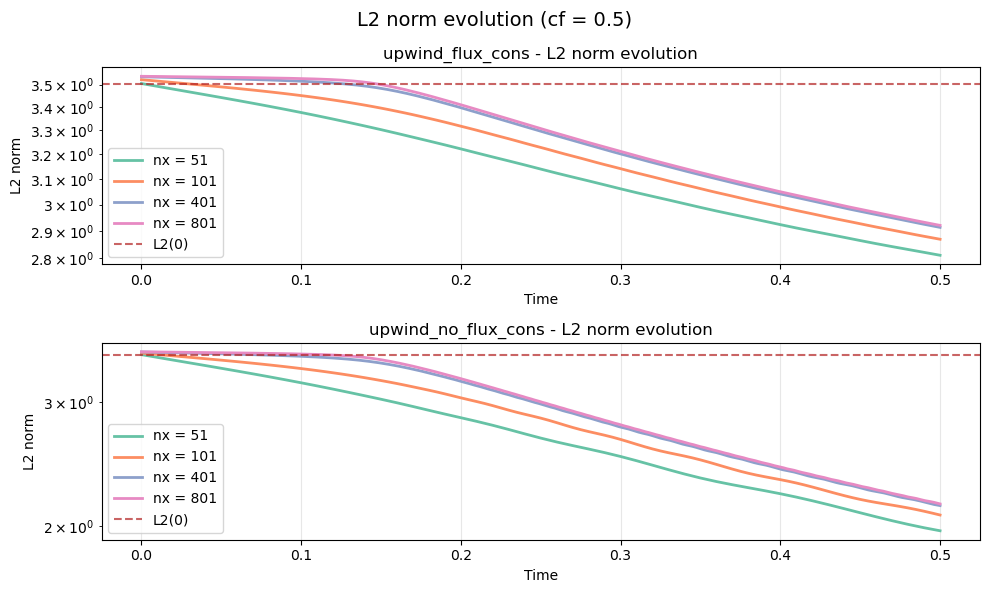 L2 norm evolution (cf = 0.5)
upwind_flux_cons - L2 norm evolution
3.5 × 10⁰
3.4 × 10⁰
3.3 × 10⁰
3.2 × 10⁰
3.1 × 10⁰
3 × 10⁰
2.9 × 10⁰
2.8 × 10⁰
L2 norm
nx = 51
nx = 101
nx = 401
nx = 801
L2(0)
0.0 0.1 0.2 0.3 0.4 0.5
Time
upwind_no_flux_cons - L2 norm evolution
3 × 10⁰
2 × 10⁰
L2 norm
nx = 51
nx = 101
nx = 401
nx = 801
L2(0)
0.0 0.1 0.2 0.3 0.4 0.5
Time